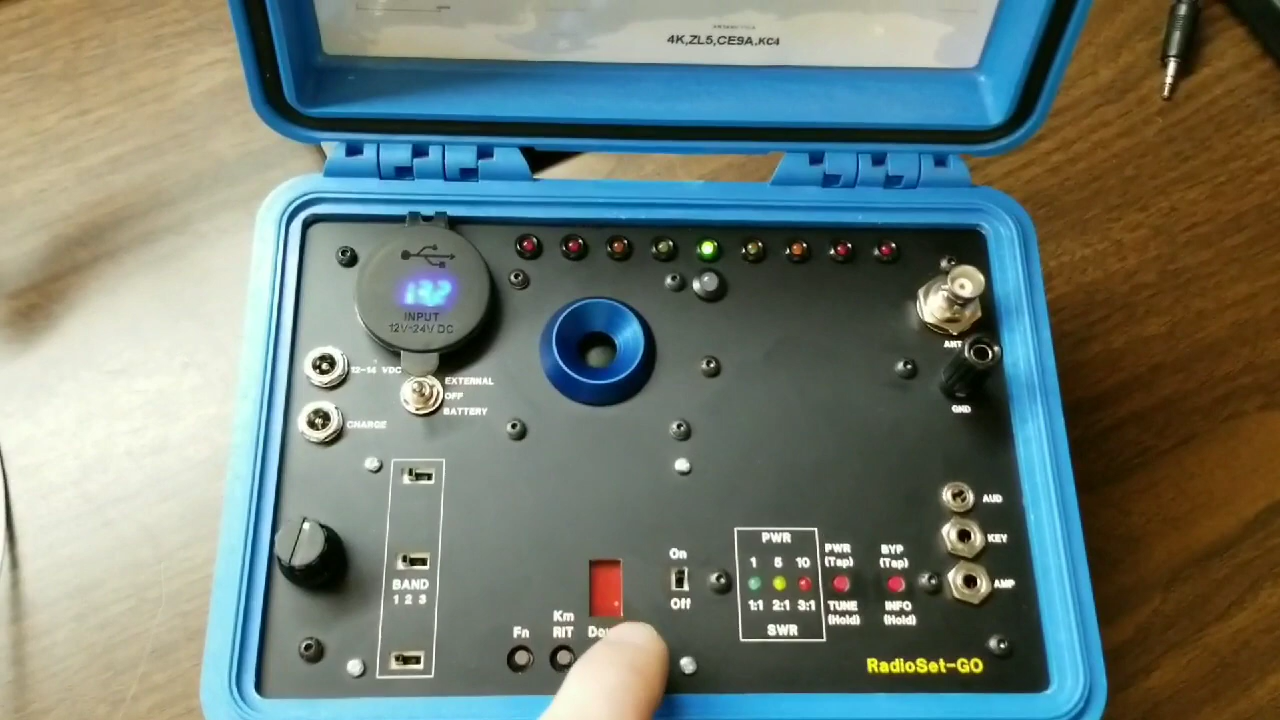 4K,ZL5,CE9A,KC4
13.2
INPUT
12V-24V DC
ANT
12-14 VDC
EXTERNAL
OFF
BATTERY
GND
CHARGE
AUD
KEY
AMP
On
Off
PWR
1 5 10
1:1 2:1 3:1
SWR
PWR
(Tap)
TUNE
(Hold)
BYP
(Tap)
INFO
(Hold)
BAND
1 2 3
Fn
Km
RIT
RadioSet-GO